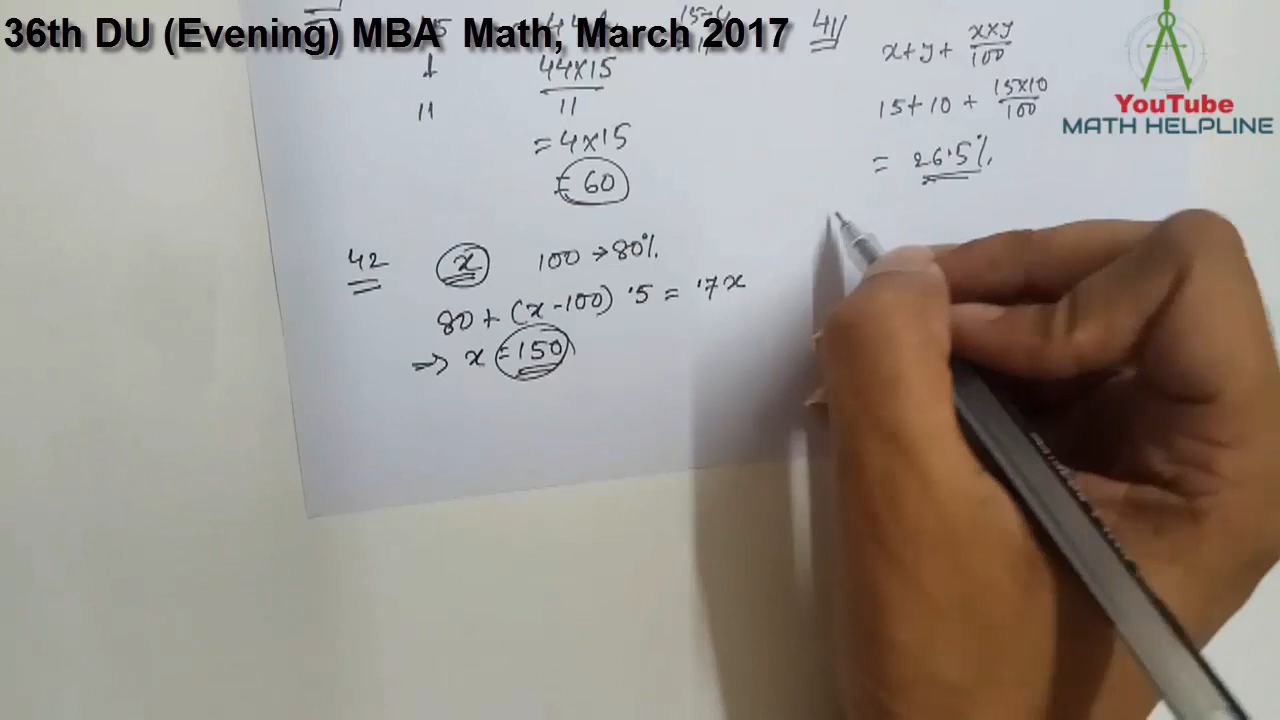 36th DU (Evening) MBA Math, March 2017
YouTube
MATH HELPLINE
44×15
11
11
= 4×15
= 60
41
x+y+ x×y
100
15+10 + 15×10
100
= 26.5%
42 x 100→80%
80+(x-100) .5 = .7x
⇒ x =150